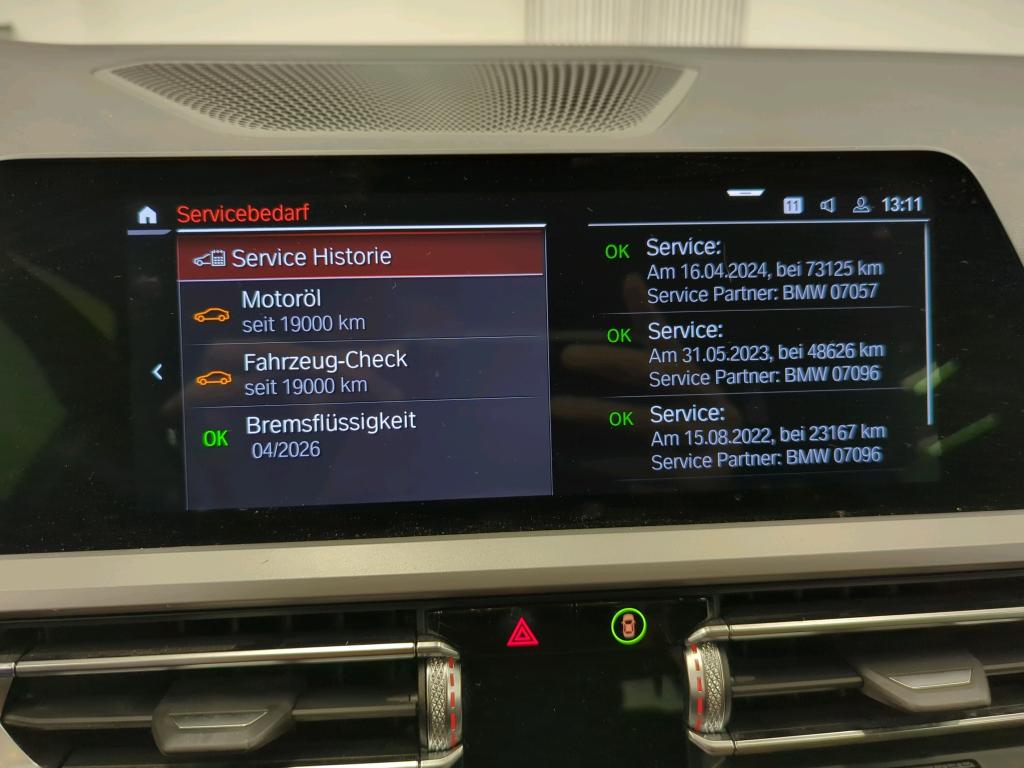 Servicebedarf
11
13:11
Service Historie
Motoröl
seit 19000 km
Fahrzeug-Check
seit 19000 km
OK
Bremsflüssigkeit
04/2026
OK
Service:
Am 16.04.2024, bei 73125 km
Service Partner: BMW 07057
OK
Service:
Am 31.05.2023, bei 48626 km
Service Partner: BMW 07096
OK
Service:
Am 15.08.2022, bei 23167 km
Service Partner: BMW 07096